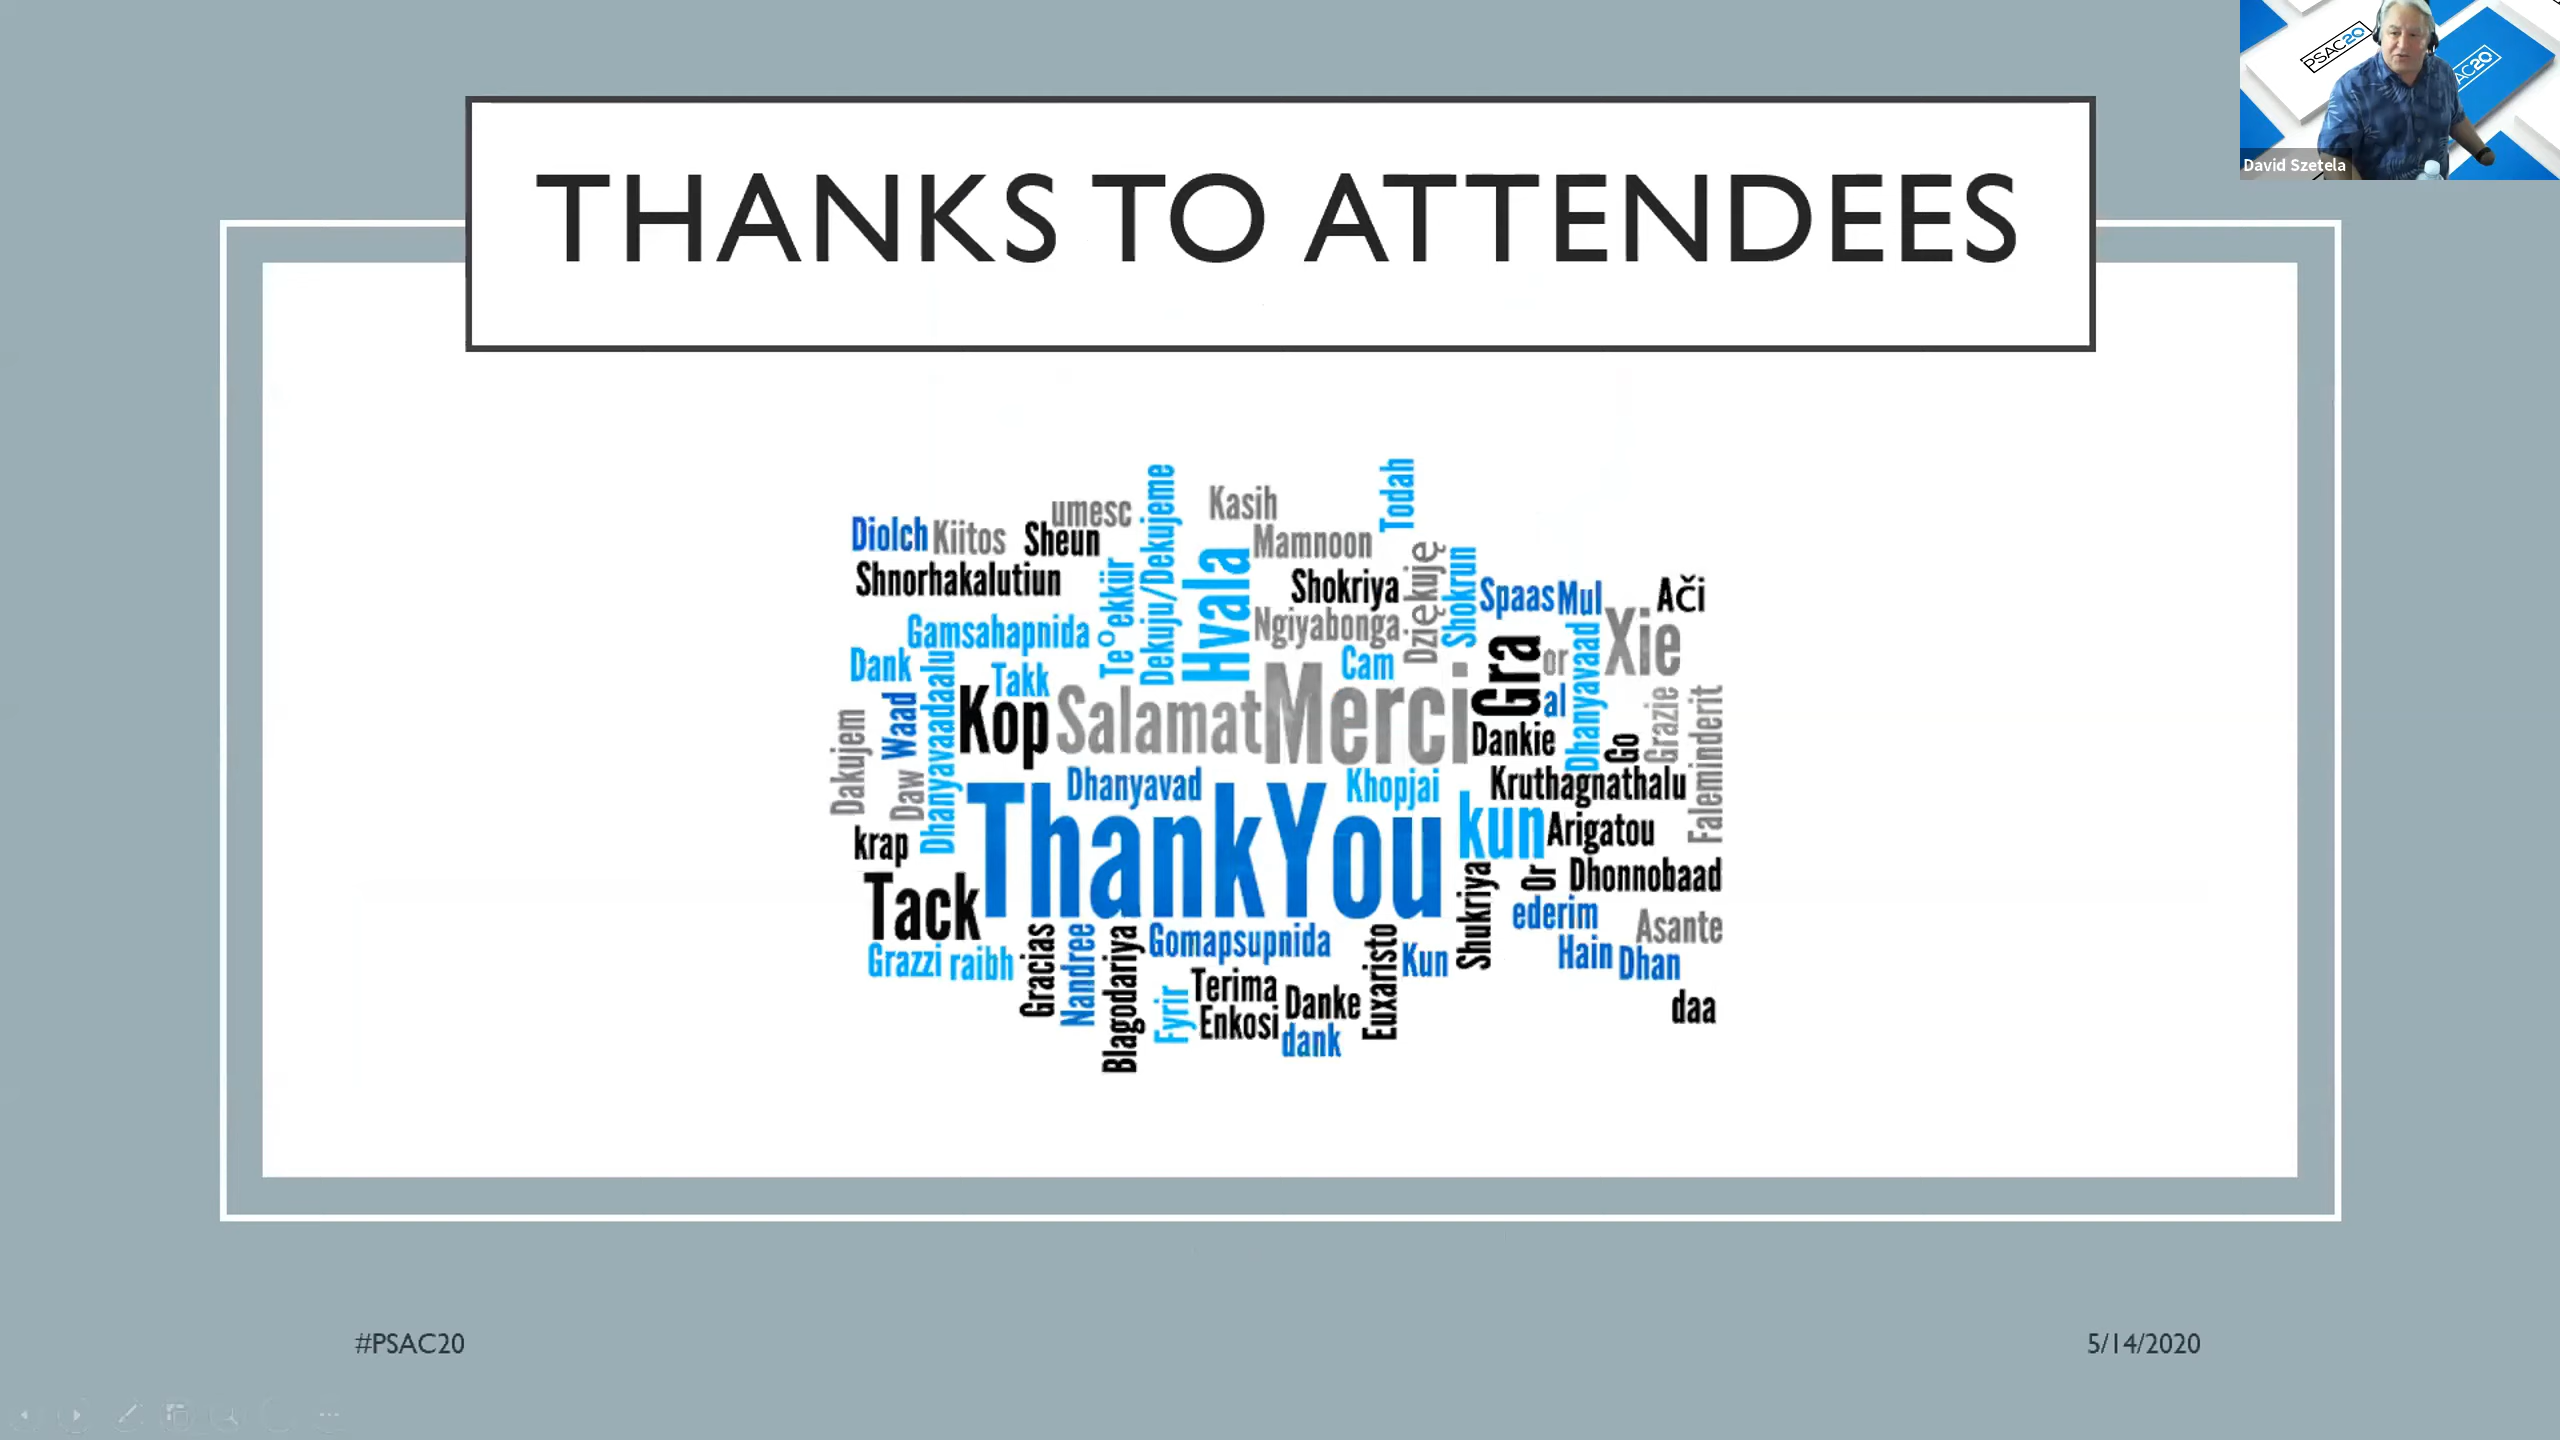 PSAC20
AC20
David Szetela
THANKS TO ATTENDEES
Todah
Dekuju/Dekujeme
Kasih
umesc
Diolch
Kiitos
Sheun
Mamnoon
Hvala
Dziękuję
Shokrun
Shnorhakalutiun
Te°ekkür
Shokriya
Spaas
Mul
Ači
Gamsahapnida
Ngiyabonga
Xie
Dank
Takk
Cam
Gra
or
Dhanyavaad
al
Waad
Dhanyavaadaalu
Kop
Salamat
Merci
Dankie
Go
Grazie
Faleminderit
Dakujem
Daw
Dhanyavad
Khopjai
Kruthagnathalu
krap
ThankYou
kun
Arigatou
Tack
Shukriya
Or
Dhonnobaad
ederim
Asante
Grazzi
raibh
Gracias
Nandree
Blagodariya
Gomapsupnida
Euxaristo
Kun
Hain
Dhan
Fyrir
Terima
Danke
Enkosi
dank
daa
#PSAC20
5/14/2020